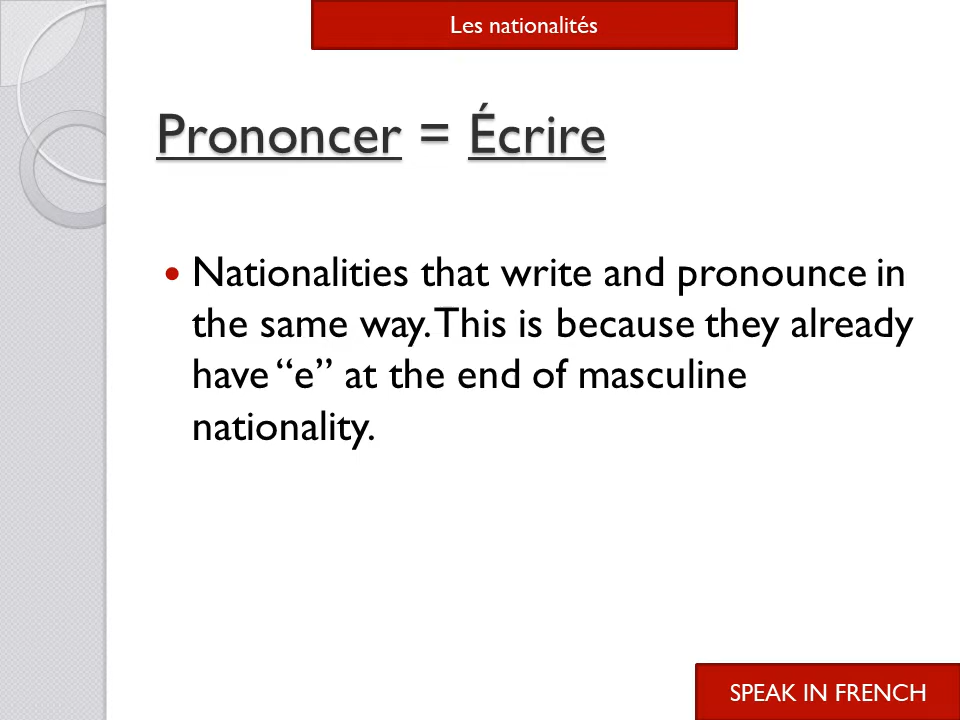 Les nationalités
Prononcer = Écrire
Nationalities that write and pronounce in
the same way. This is because they already
have “e” at the end of masculine
nationality.
SPEAK IN FRENCH